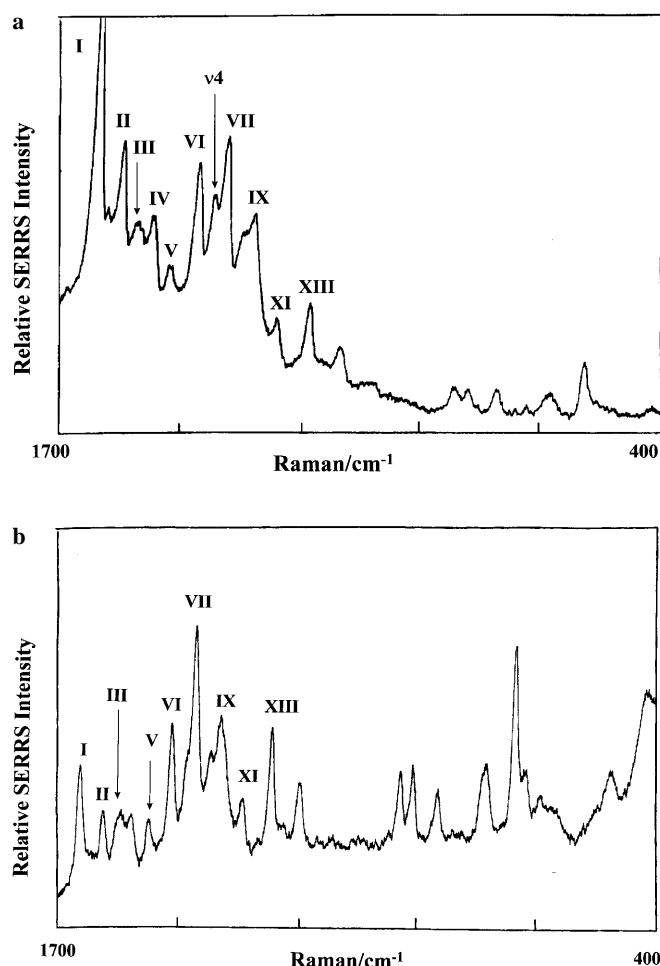 a
Relative SERRS Intensity
I
II
III
IV
V
VI
ν4
VII
IX
XI
XIII
1700
Raman/cm-1
400
b
Relative SERRS Intensity
I
II
III
V
VI
VII
IX
XI
XIII
1700
Raman/cm-1
400